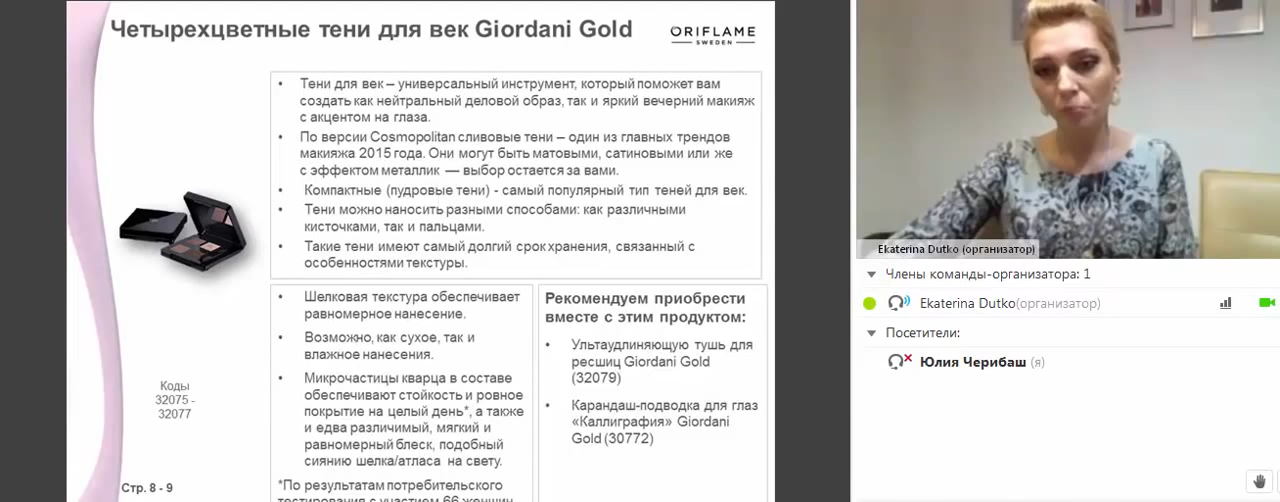 Четырехцветные тени для век Giordani Gold
ORIFLAME
SWEDEN
• Тени для век – универсальный инструмент, который поможет вам
создать как нейтральный деловой образ, так и яркий вечерний макияж
с акцентом на глаза.
• По версии Cosmopolitan сливовые тени – один из главных трендов
макияжа 2015 года. Они могут быть матовыми, сатиновыми или же
с эффектом металлик — выбор остается за вами.
• Компактные (пудровые тени) - самый популярный тип теней для век.
• Тени можно наносить разными способами: как различными
кисточками, так и пальцами.
• Такие тени имеют самый долгий срок хранения, связанный с
особенностями текстуры.
• Шелковая текстура обеспечивает
равномерное нанесение.
• Возможно, как сухое, так и
влажное нанесения.
• Микрочастицы кварца в составе
обеспечивают стойкость и ровное
покрытие на целый день*, а также
и едва различимый, мягкий и
равномерный блеск, подобный
сиянию шелка/атласа на свету.
*По результатам потребительского
тестирования с участием 66 женщин
Рекомендуем приобрести
вместе с этим продуктом:
• Ультаудлиняющую тушь для
ресшиц Giordani Gold
(32079)
• Карандаш-подводка для глаз
«Каллиграфия» Giordani
Gold (30772)
Коды
32075 -
32077
Стр. 8 - 9
Ekaterina Dutko (организатор)
Члены команды-организатора: 1
Ekaterina Dutko(организатор)
Посетители:
Юлия Черибаш (я)